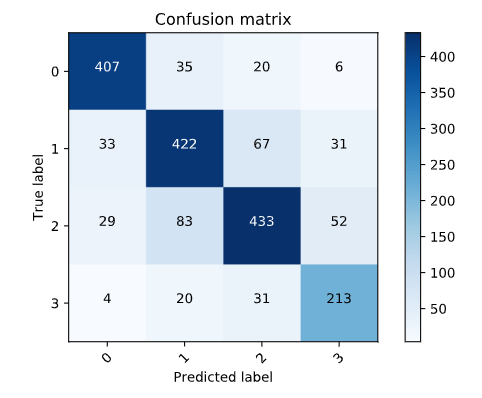 Confusion matrix
0 407 35 20 6
1 33 422 67 31
2 29 83 433 52
3 4 20 31 213
0 1 2 3
True label
Predicted label
400
350
300
250
200
150
100
50